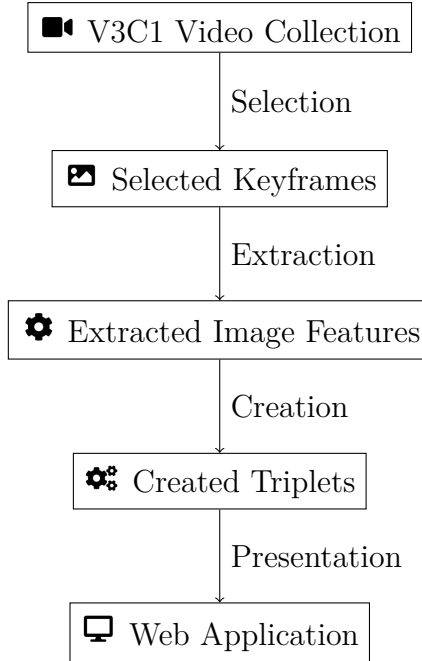 V3C1 Video Collection
Selection
Selected Keyframes
Extraction
Extracted Image Features
Creation
Created Triplets
Presentation
Web Application